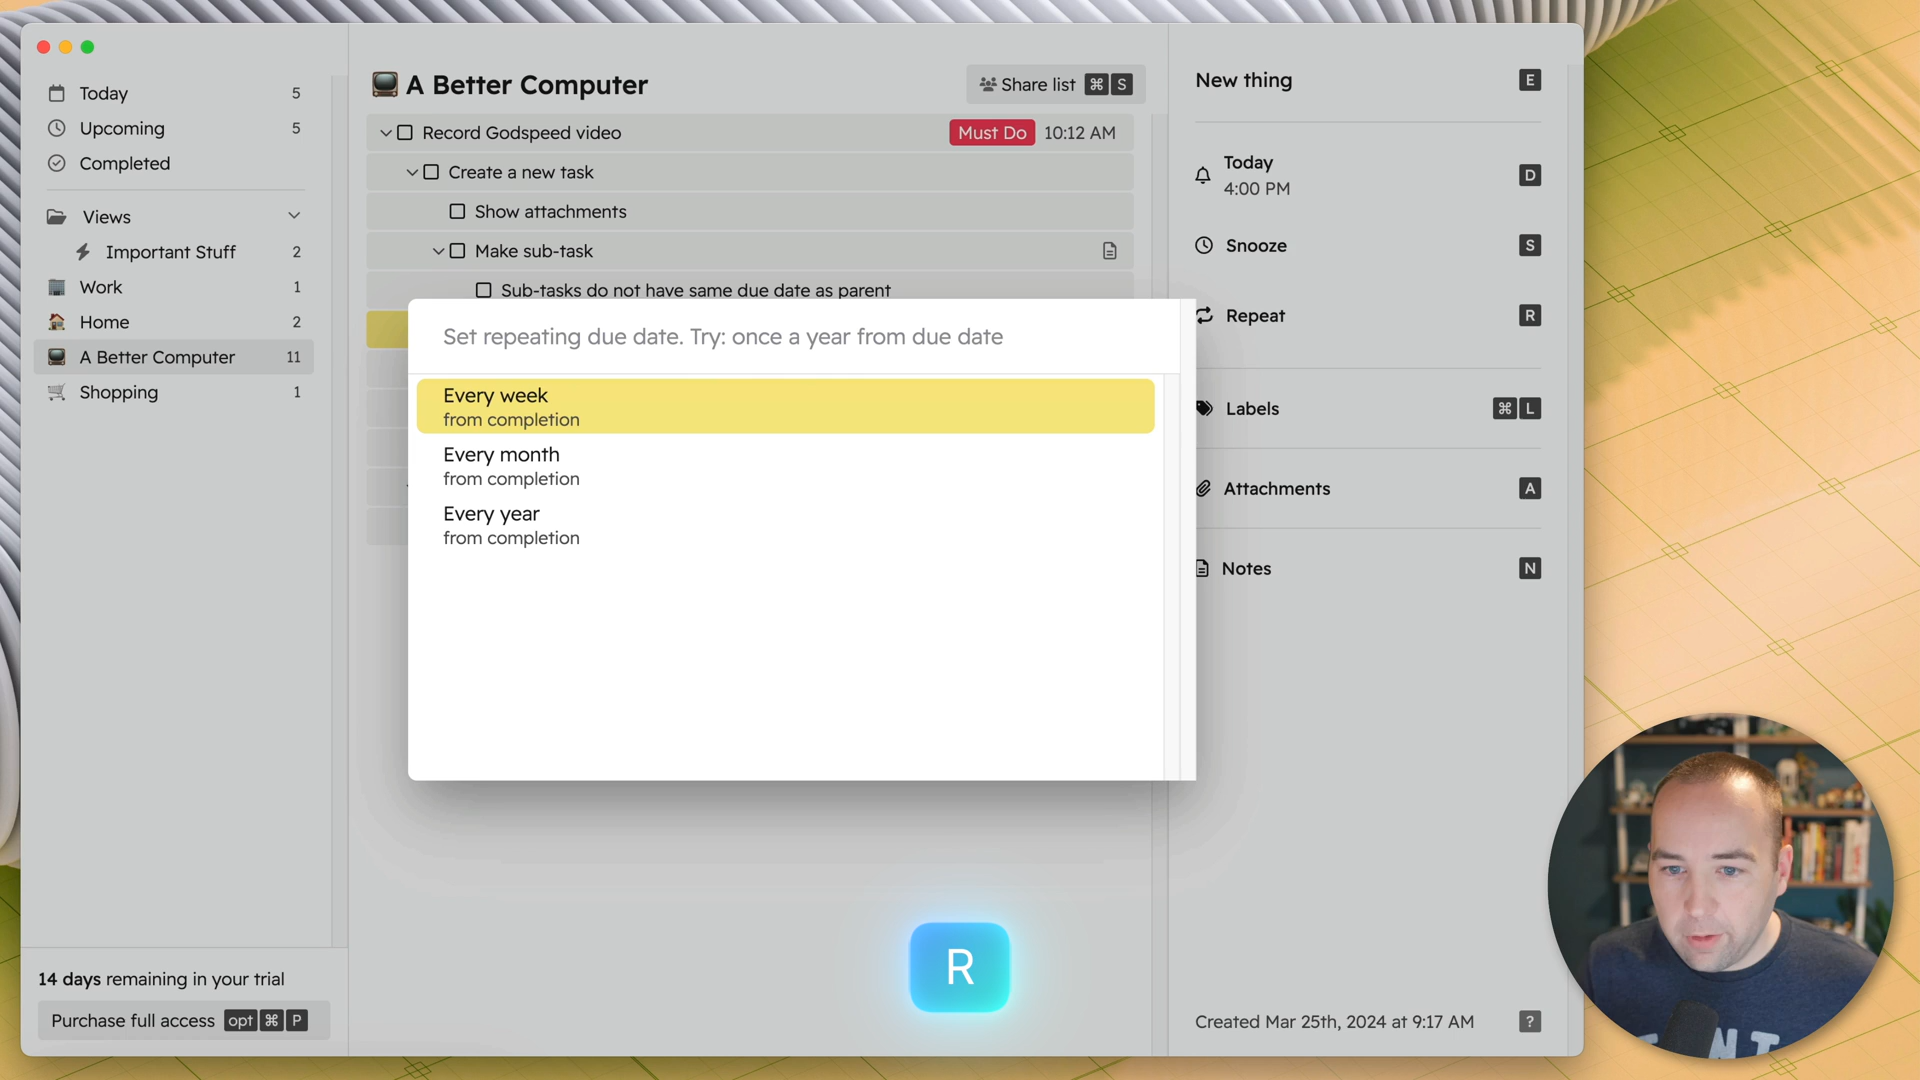 Today 5
Upcoming 5
Completed
Views
Important Stuff 2
Work 1
Home 2
A Better Computer 11
Shopping 1
14 days remaining in your trial
Purchase full access opt ⌘ P
A Better Computer
Share list ⌘ S
Record Godspeed video Must Do 10:12 AM
Create a new task
Show attachments
Make sub-task
Sub-tasks do not have same due date as parent
Set repeating due date. Try: once a year from due date
Every week
from completion
Every month
from completion
Every year
from completion
R
New thing E
Today
4:00 PM
D
Snooze S
Repeat R
Labels ⌘ L
Attachments A
Notes N
Created Mar 25th, 2024 at 9:17 AM ?